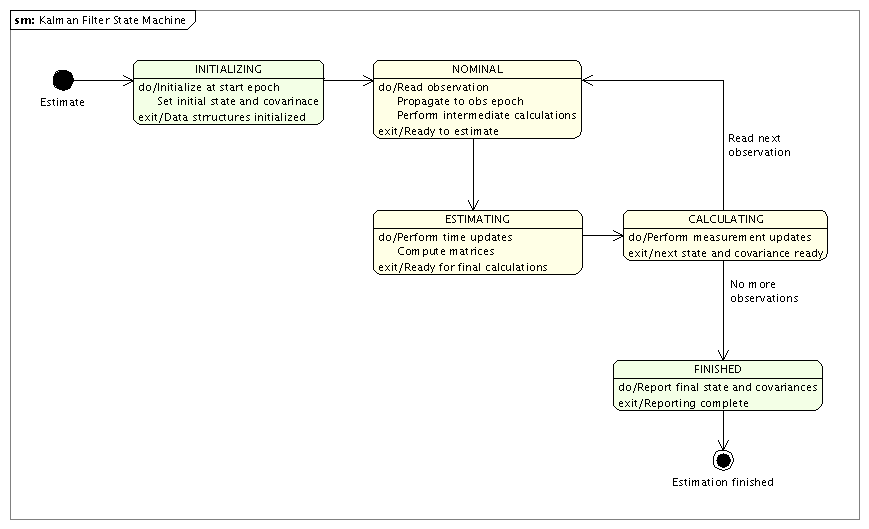 sm: Kalman Filter State Machine
Estimate
INITIALIZING
do/Initialize at start epoch
Set initial state and covarinace
exit/Data strructures initialized
NOMINAL
do/Read observation
Propagate to obs epoch
Perform intermediate calculations
exit/Ready to estimate
Read next
observation
ESTIMATING
do/Perform time updates
Compute matrices
exit/Ready for final calculations
CALCULATING
do/Perform measurement updates
exit/next state and covariance ready
No more
observations
FINISHED
do/Report final state and covariances
exit/Reporting complete
Estimation finished